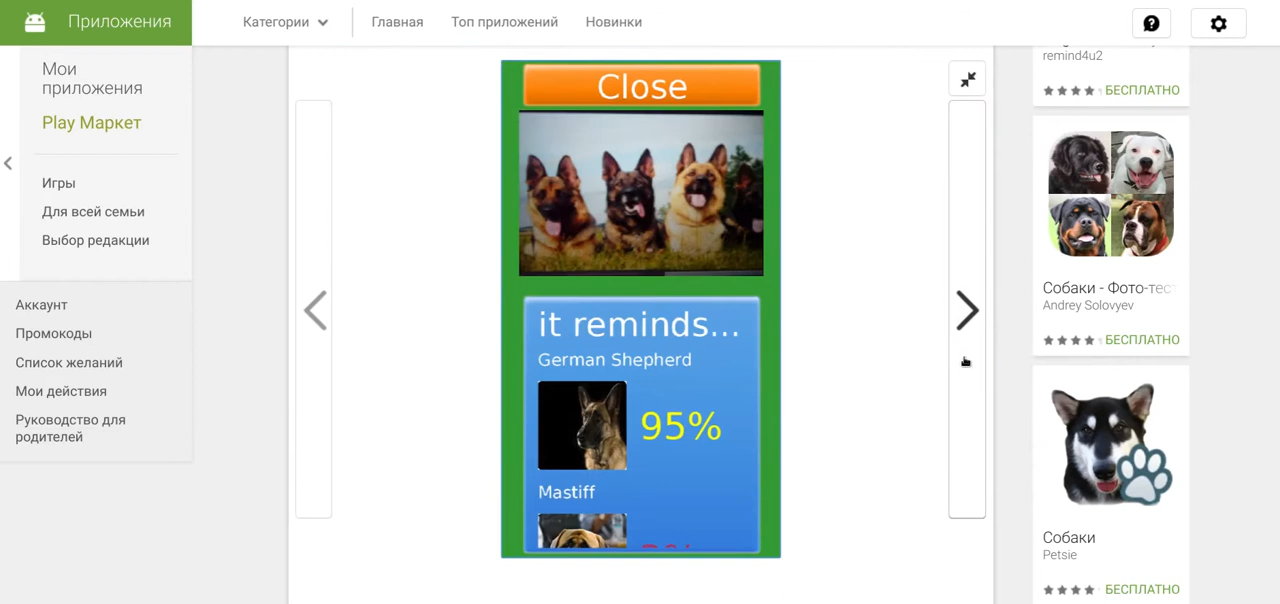 Приложения
Категории
Главная
Топ приложений
Новинки
Мои
приложения
Play Маркет
Игры
Для всей семьи
Выбор редакции
Аккаунт
Промокоды
Список желаний
Мои действия
Руководство для
родителей
Close
it reminds...
German Shepherd
95%
Mastiff
remind4u2
БЕСПЛАТНО
Собаки - Фото-тес
Andrey Solovyev
БЕСПЛАТНО
Собаки
Petsie
БЕСПЛАТНО